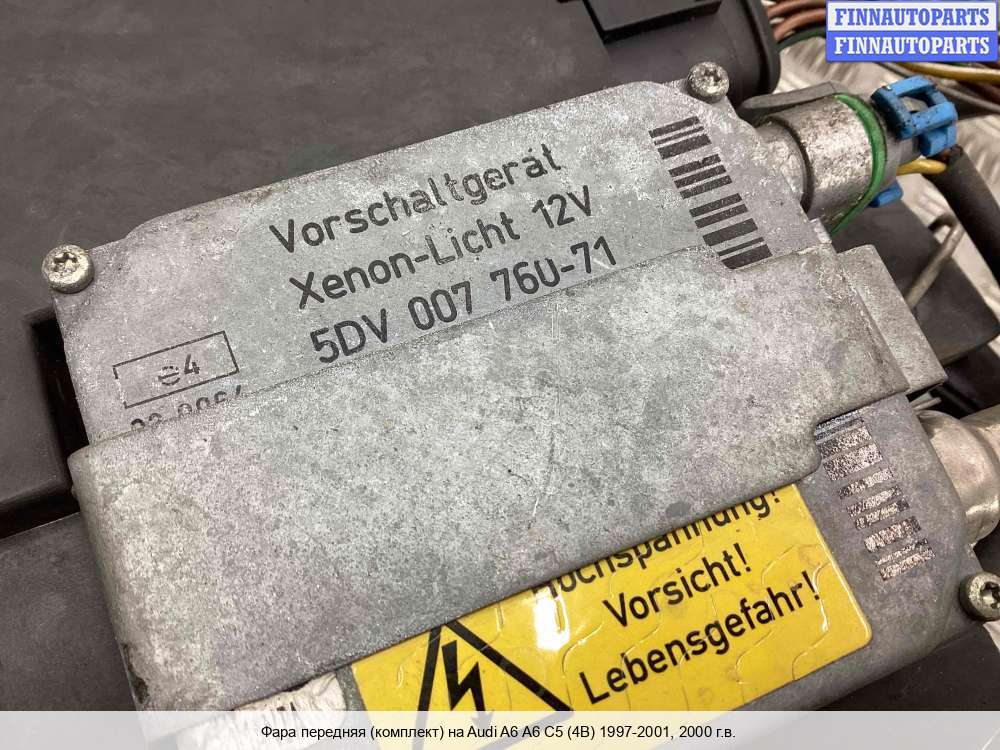 FINNAUTOPARTS
FINNAUTOPARTS
Vorschaltgerät
Xenon-Licht 12V
5DV 007 760-71
e4
Hochspannung!
Vorsicht!
Lebensgefahr!
Фара передняя (комплект) на Audi A6 A6 C5 (4B) 1997-2001, 2000 г.в.